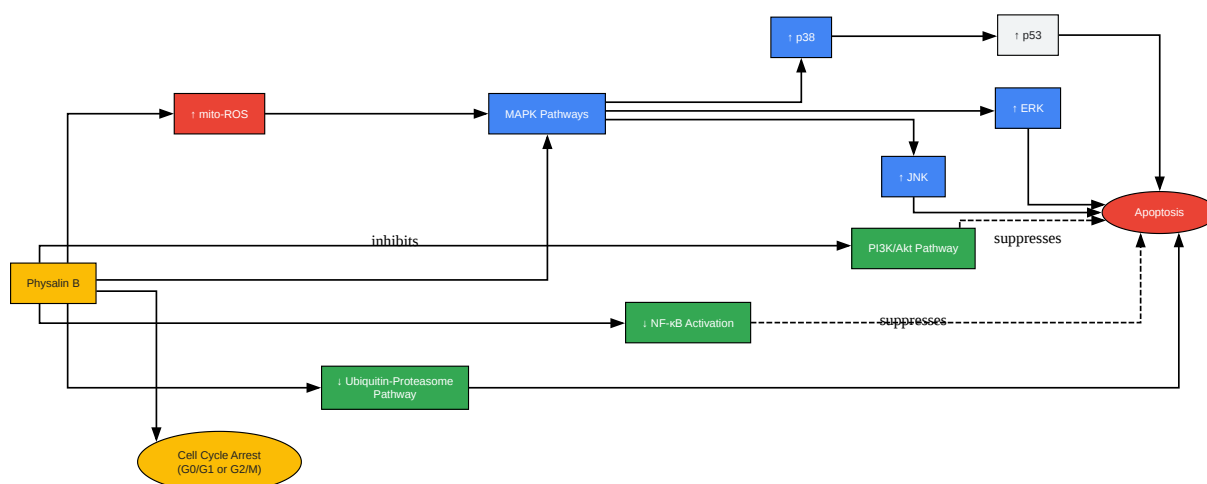 ↑ p38
↑ p53
↑ mito-ROS
MAPK Pathways
↑ ERK
↑ JNK
Apoptosis
inhibits
PI3K/Akt Pathway
suppresses
Physalin B
↓ NF-κB Activation
suppresses
↓ Ubiquitin-Proteasome
Pathway
Cell Cycle Arrest
(G0/G1 or G2/M)